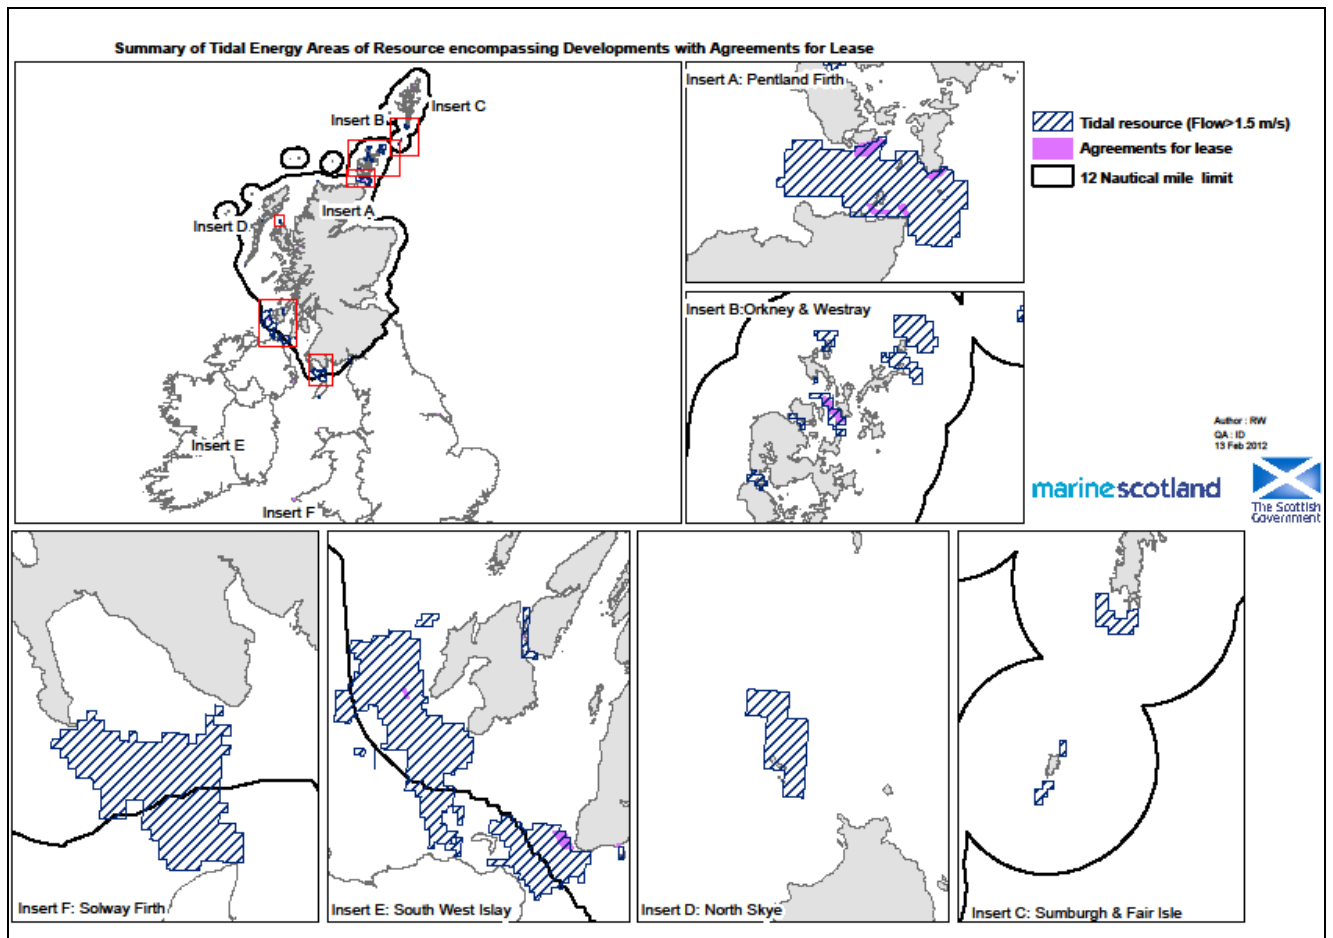 Summary of Tidal Energy Areas of Resource encompassing Developments with Agreements for Lease
Insert C
Insert B
Insert A
Insert D
Insert E
Insert F
Insert A: Pentland Firth
Tidal resource (Flow>1.5 m/s)
Agreements for lease
12 Nautical mile limit
Insert B:Orkney & Westray
Author : RW
QA : ID
13 Feb 2012
marinescotland
The Scottish
Government
Insert F: Solway Firth
Insert E: South West Islay
Insert D: North Skye
Insert C: Sumburgh & Fair Isle